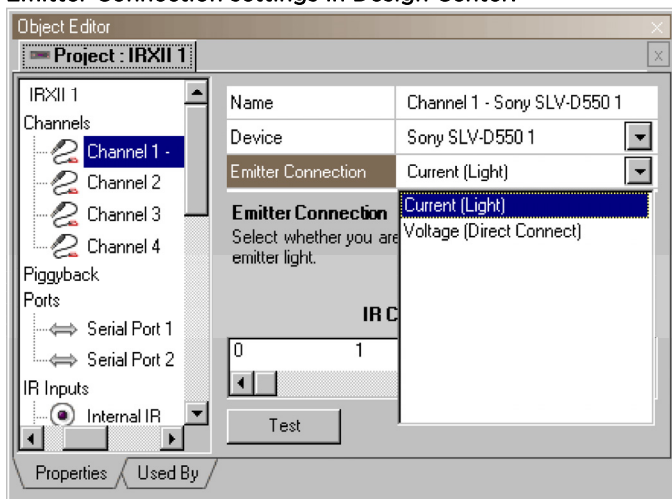 Emitter Connection settings in Design Center.
Object Editor
Project : IRXII 1
IRXII 1
Channels
Channel 1 -
Channel 2
Channel 3
Channel 4
Piggyback
Ports
Serial Port 1
Serial Port 2
IR Inputs
Internal IR
Name
Channel 1 - Sony SLV-D550 1
Device
Sony SLV-D550 1
Emitter Connection
Current (Light)
Current (Light)
Voltage (Direct Connect)
Emitter Connection
Select whether you are
emitter light.
IR C
0 1
Test
Properties
Used By